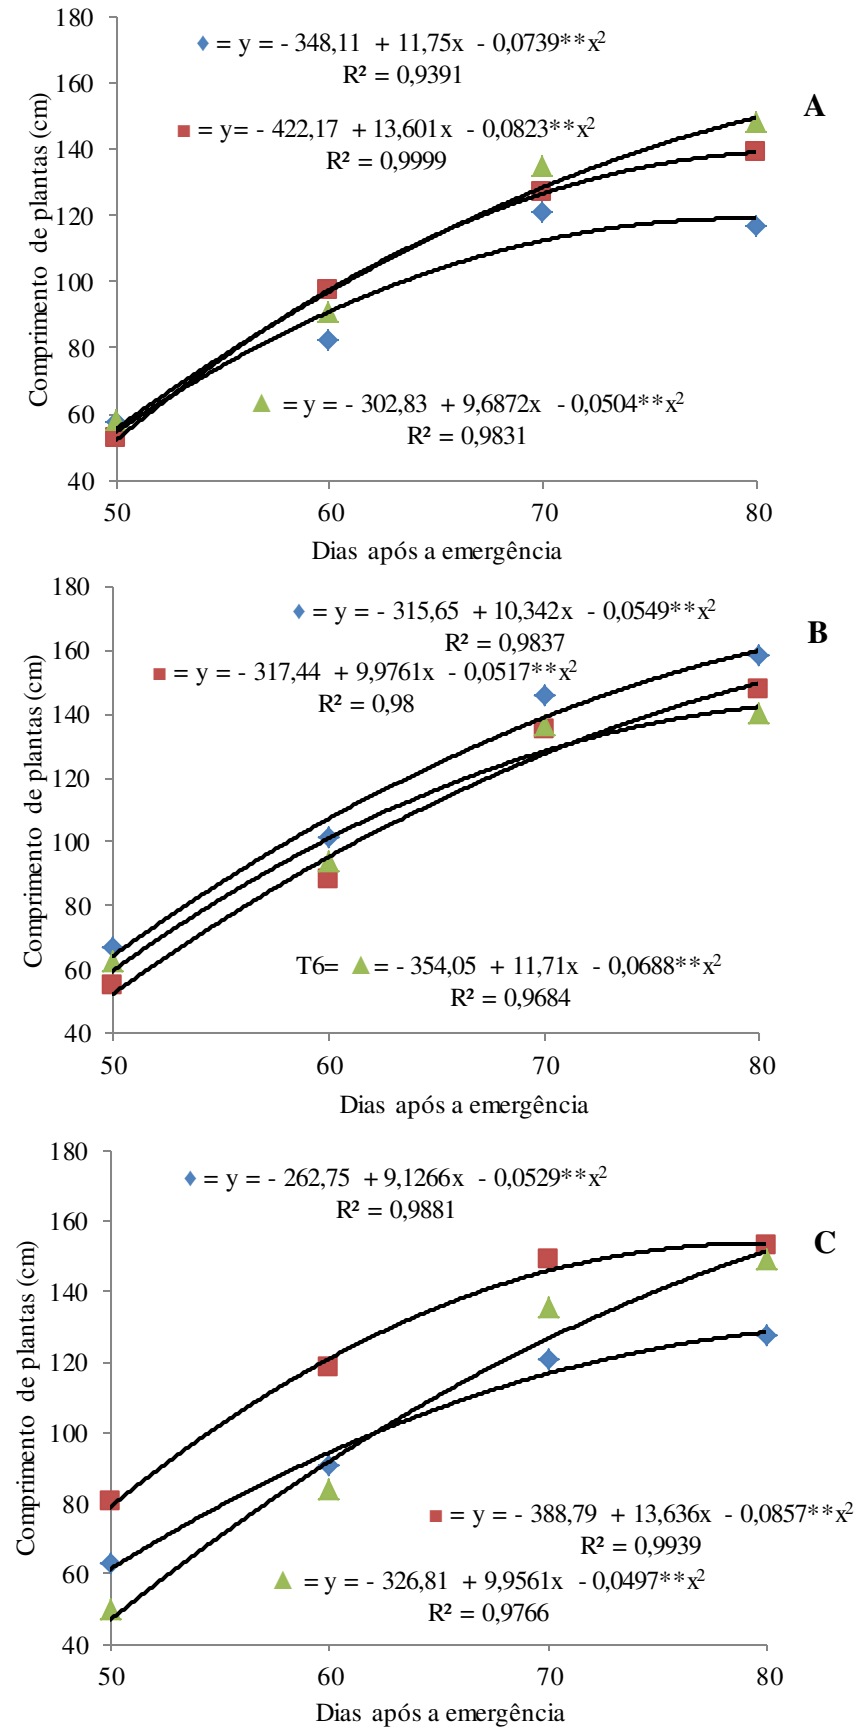 180
= y = - 348,11 + 11,75x - 0,0739**x²
R² = 0,9391
160
A
= y= - 422,17 + 13,601x - 0,0823**x²
R² = 0,9999
140
120
100
80
Comprimento de plantas (cm)
= y = - 302,83 + 9,6872x - 0,0504**x²
R² = 0,9831
60
40
50 60 70 80
Dias após a emergência
180
= y = - 315,65 + 10,342x - 0,0549**x²
R² = 0,9837
B
160
= y = - 317,44 + 9,9761x - 0,0517**x²
R² = 0,98
140
120
100
80
Comprimento de plantas (cm)
T6= = - 354,05 + 11,71x - 0,0688**x²
R² = 0,9684
60
40
50 60 70 80
Dias após a emergência
180
= y = - 262,75 + 9,1266x - 0,0529**x²
R² = 0,9881
160
C
140
120
100
80
Comprimento de plantas (cm)
= y = - 388,79 + 13,636x - 0,0857**x²
R² = 0,9939
60
= y = - 326,81 + 9,9561x - 0,0497**x²
R² = 0,9766
40
50 60 70 80
Dias após a emergência